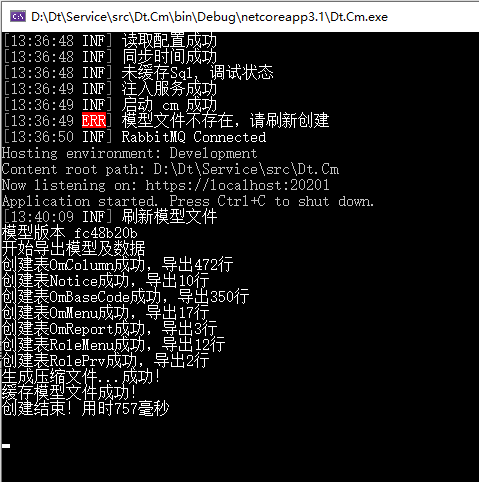 D:\Dt\Service\src\Dt.Cm\bin\Debug\netcoreapp3.1\Dt.Cm.exe
[13:36:48 INF] 读取配置成功
[13:36:48 INF] 同步时间成功
[13:36:48 INF] 未缓存Sql, 调试状态
[13:36:49 INF] 注入服务成功
[13:36:49 INF] 启动 cm 成功
[13:36:49 ERR] 模型文件不存在，请刷新创建
[13:36:50 INF] RabbitMQ Connected
Hosting environment: Development
Content root path: D:\Dt\Service\src\Dt.Cm
Now listening on: https://localhost:20201
Application started. Press Ctrl+C to shut down.
[13:40:09 INF] 刷新模型文件
模型版本 fc48b20b
开始导出模型及数据
创建表OmColumn成功，导出472行
创建表Notice成功，导出10行
创建表OmBaseCode成功，导出350行
创建表OmMenu成功，导出17行
创建表OmReport成功，导出3行
创建表RoleMenu成功，导出12行
创建表RolePrv成功，导出2行
生成压缩文件...成功！
缓存模型文件成功！
创建结束！用时757毫秒